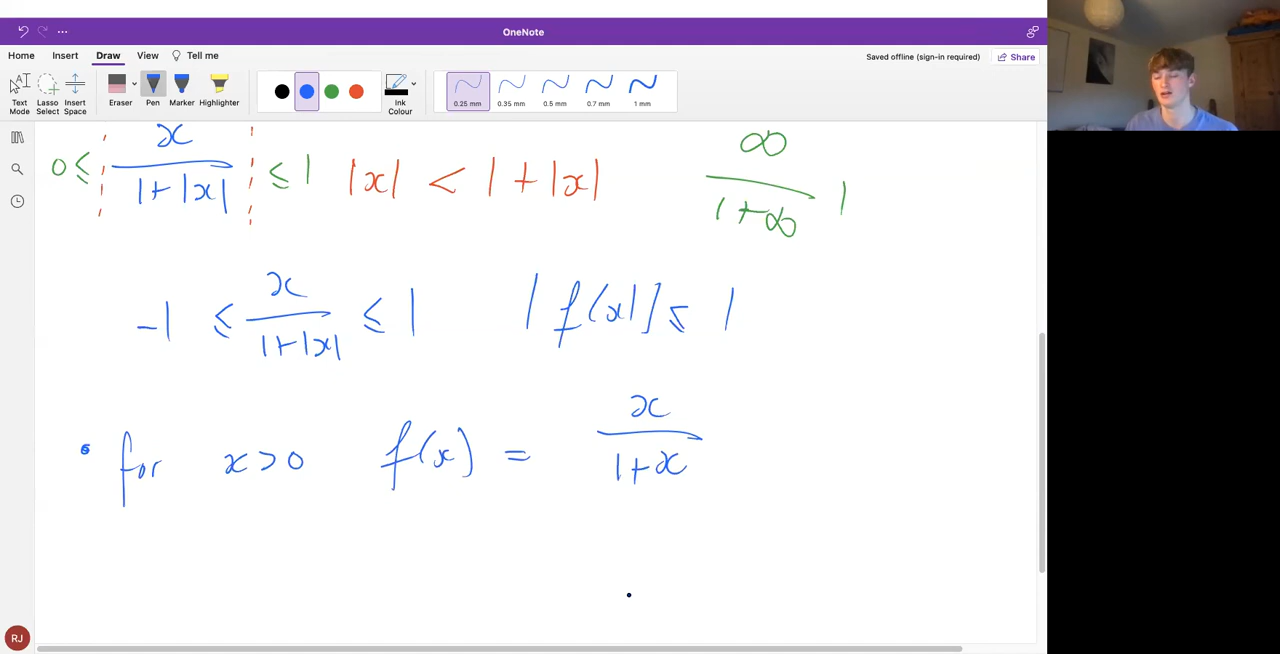 OneNote
Home Insert Draw View Tell me
Saved offline (sign-in required) Share
Text Mode Lasso Select Insert Space Eraser Pen Marker Highlighter Ink Colour 0.25 mm 0.35 mm 0.5 mm 0.7 mm 1 mm
0 ≤ | x / 1+|x| | ≤ 1 |x| < 1 + |x| ∞ / 1+∞ 1
-1 ≤ x / 1+|x| ≤ 1 |f(x)| ≤ 1
• for x>0 f(x) = x / 1+x
RJ